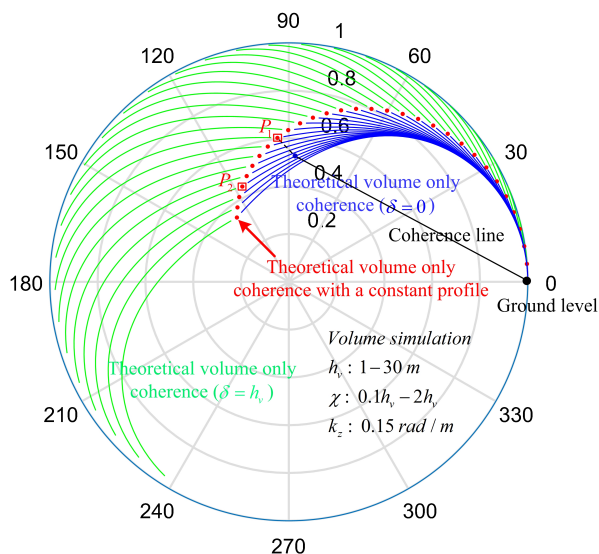 90
120
1
60
0.8
P₁
0.6
150
30
0.4
P₂
Theoretical volume only
coherence (δ = 0)
0.2
Coherence line
180
Theoretical volume only
coherence with a constant profile
0
Ground level
Volume simulation
Theoretical volume only
coherence (δ = hᵥ)
hᵥ : 1−30 m
χ : 0.1hᵥ − 2hᵥ
k_z : 0.15 rad / m
210
330
240
300
270